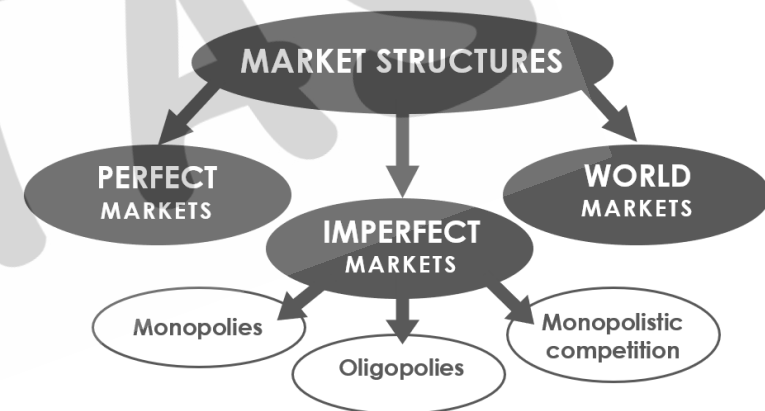 MARKET STRUCTURES
PERFECT
MARKETS
WORLD
MARKETS
IMPERFECT
MARKETS
Monopolies
Oligopolies
Monopolistic
competition